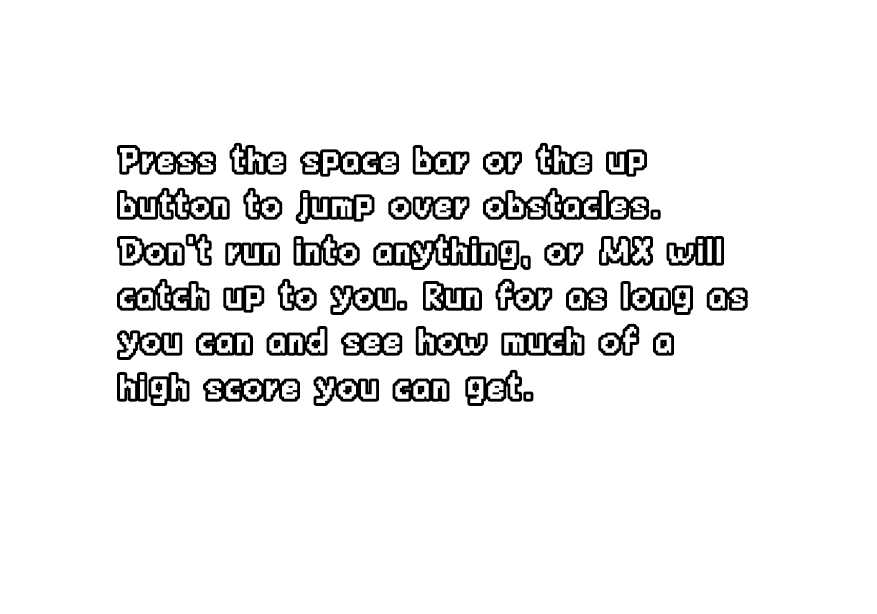 Press the space bar or the up
button to jump over obstacles.
Don't run into anything, or MX will
catch up to you. Run for as long as
you can and see how much of a
high score you can get.